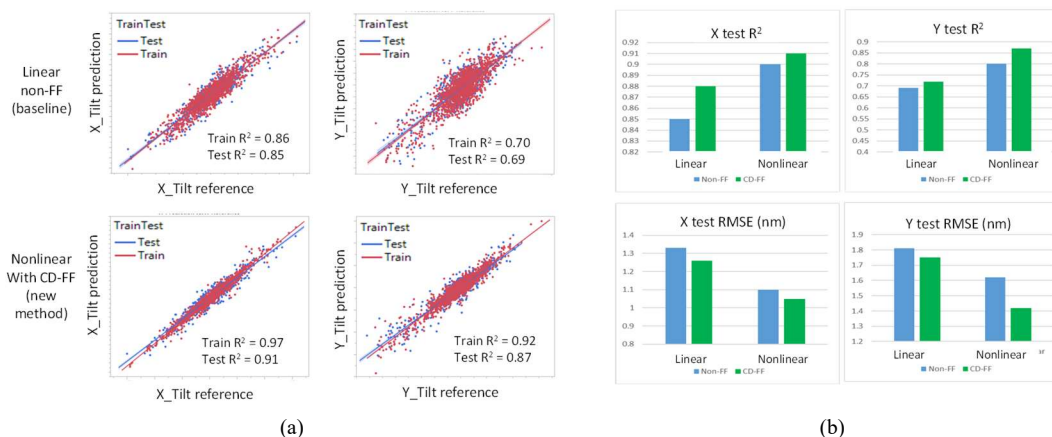 Linear
non-FF
(baseline)
X_Tilt prediction
TrainTest
Test
Train
Train R² = 0.86
Test R² = 0.85
X_Tilt reference
Y_Tilt prediction
TrainTest
Test
Train
Train R² = 0.70
Test R² = 0.69
Y_Tilt reference
Nonlinear
With CD-FF
(new
method)
X_Tilt prediction
TrainTest
Test
Train
Train R² = 0.97
Test R² = 0.91
X_Tilt reference
Y_Tilt prediction
TrainTest
Test
Train
Train R² = 0.92
Test R² = 0.87
Y_Tilt reference
(a)
X test R²
0.92
0.91
0.9
0.89
0.88
0.87
0.86
0.85
0.84
0.83
0.82
Linear Nonlinear
Non-FF CD-FF
Y test R²
0.9
0.85
0.8
0.75
0.7
0.65
0.6
0.55
0.5
0.45
0.4
Linear Nonlinear
Non-FF CD-FF
X test RMSE (nm)
1.4
1.3
1.2
1.1
1
0.9
0.8
Linear Nonlinear
Non-FF CD-FF
Y test RMSE (nm)
1.9
1.8
1.7
1.6
1.5
1.4
1.3
1.2
Linear Nonlinear
Non-FF CD-FF
(b)